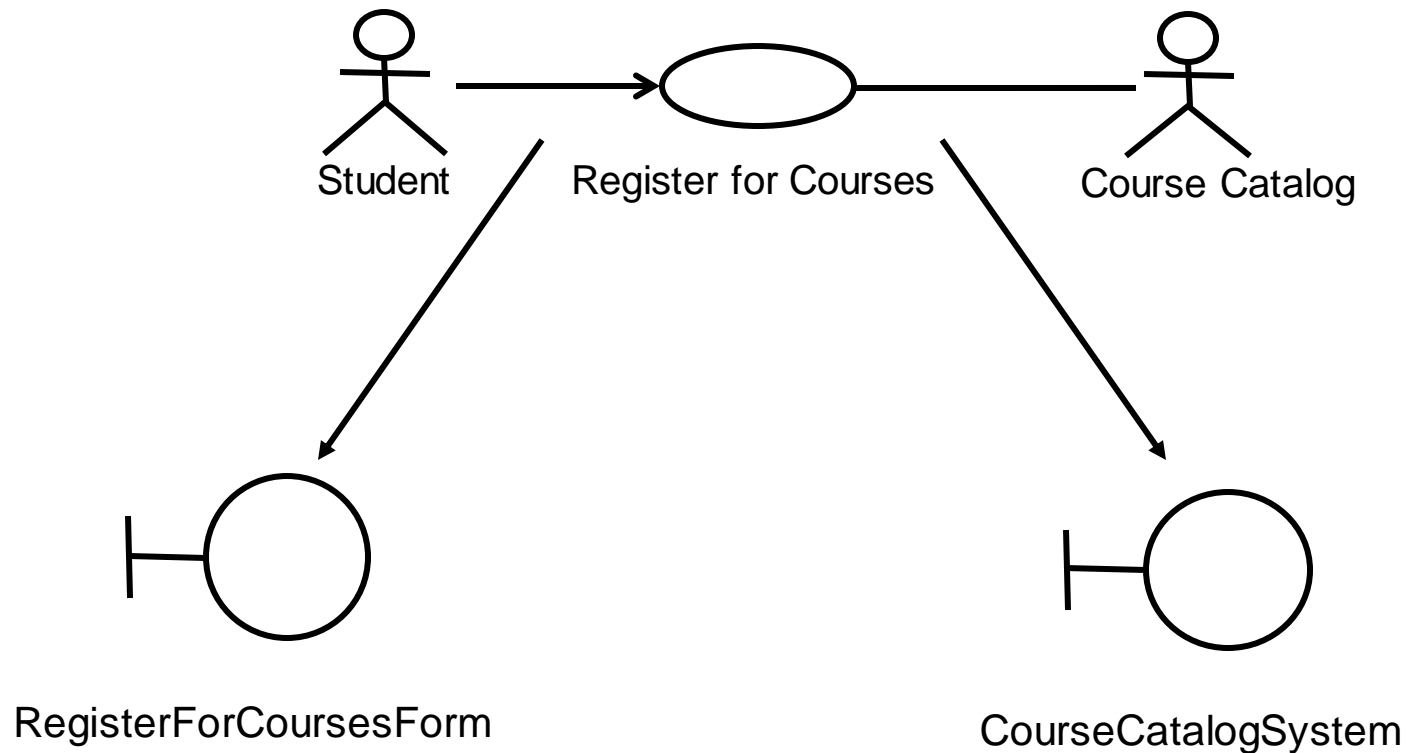 Student
Register for Courses
Course Catalog
RegisterForCoursesForm
CourseCatalogSystem